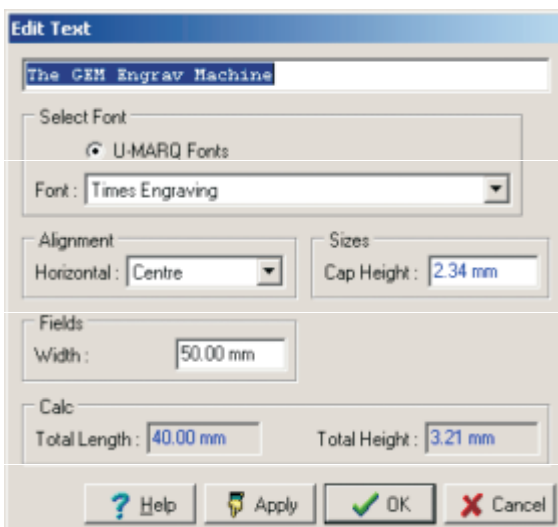 Edit Text
The GEM Engrav Machine
Select Font
U-MARQ Fonts
Font : Times Engraving
Alignment Sizes
Horizontal : Centre Cap Height : 2.34 mm
Fields
Width : 50.00 mm
Calc
Total Length : 40.00 mm Total Height : 3.21 mm
? Help Apply OK Cancel